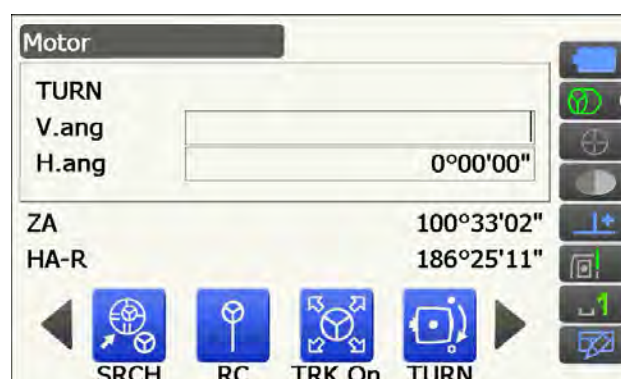 Motor
TURN
V.ang
H.ang 0°00'00"
ZA 100°33'02"
HA-R 186°25'11"
SRCH RC TRK On TURN